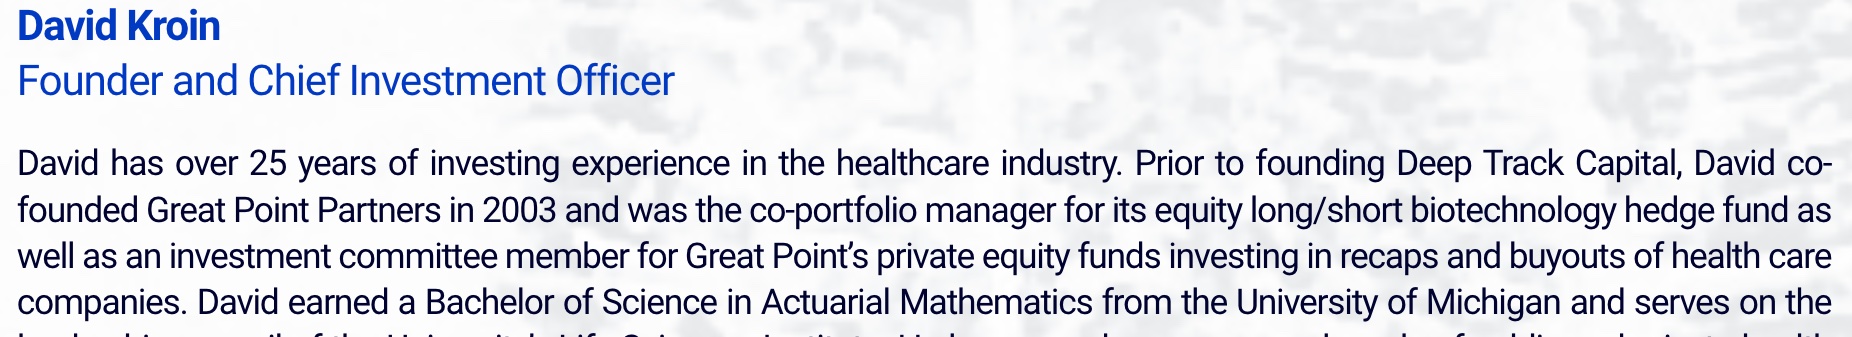 David Kroin
Founder and Chief Investment Officer
David has over 25 years of investing experience in the healthcare industry. Prior to founding Deep Track Capital, David co-
founded Great Point Partners in 2003 and was the co-portfolio manager for its equity long/short biotechnology hedge fund as
well as an investment committee member for Great Point’s private equity funds investing in recaps and buyouts of health care
companies. David earned a Bachelor of Science in Actuarial Mathematics from the University of Michigan and serves on the